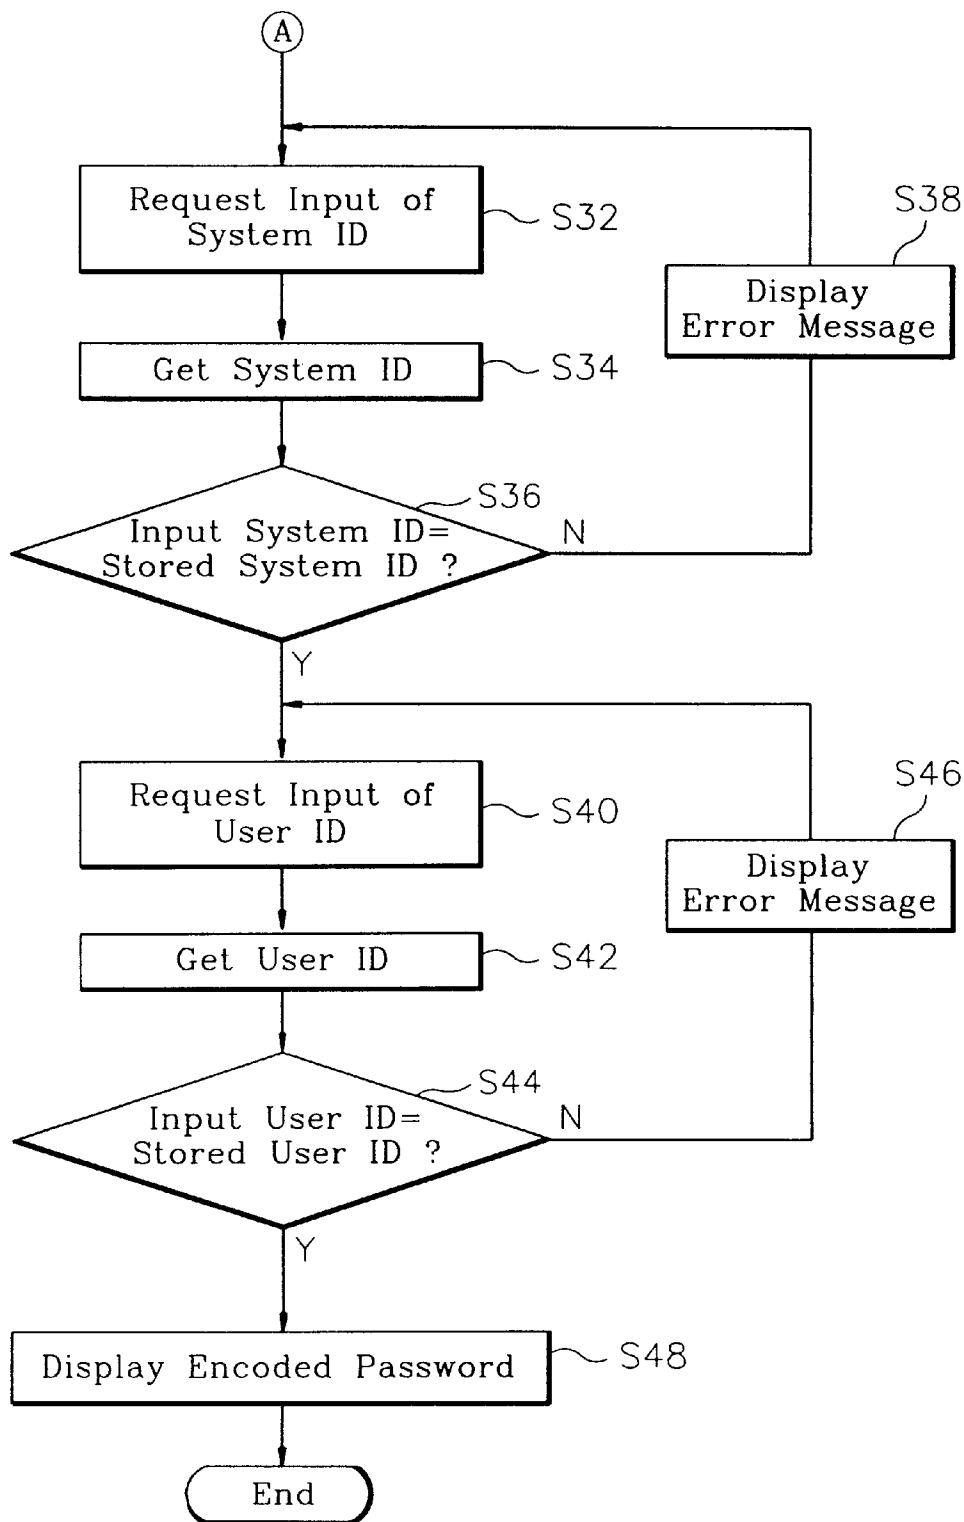 A
Request Input of
System ID
S32
S38
Display
Error Message
Get System ID
S34
S36
Input System ID=
Stored System ID ?
N
Y
Request Input of
User ID
S40
S46
Display
Error Message
Get User ID
S42
S44
Input User ID=
Stored User ID ?
N
Y
Display Encoded Password
S48
End